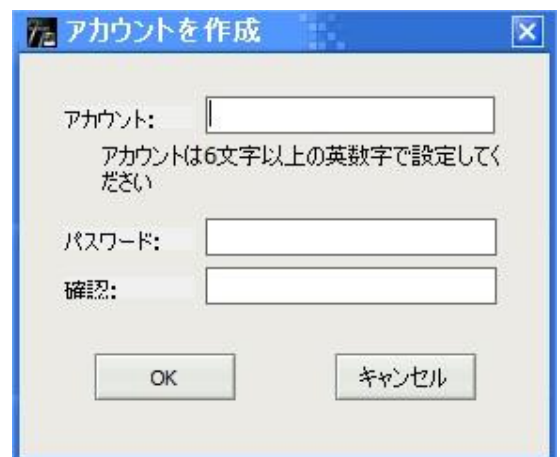 アカウントを作成
アカウント:
アカウントは6文字以上の英数字で設定してく
ださい
パスワード:
確認:
OK
キャンセル